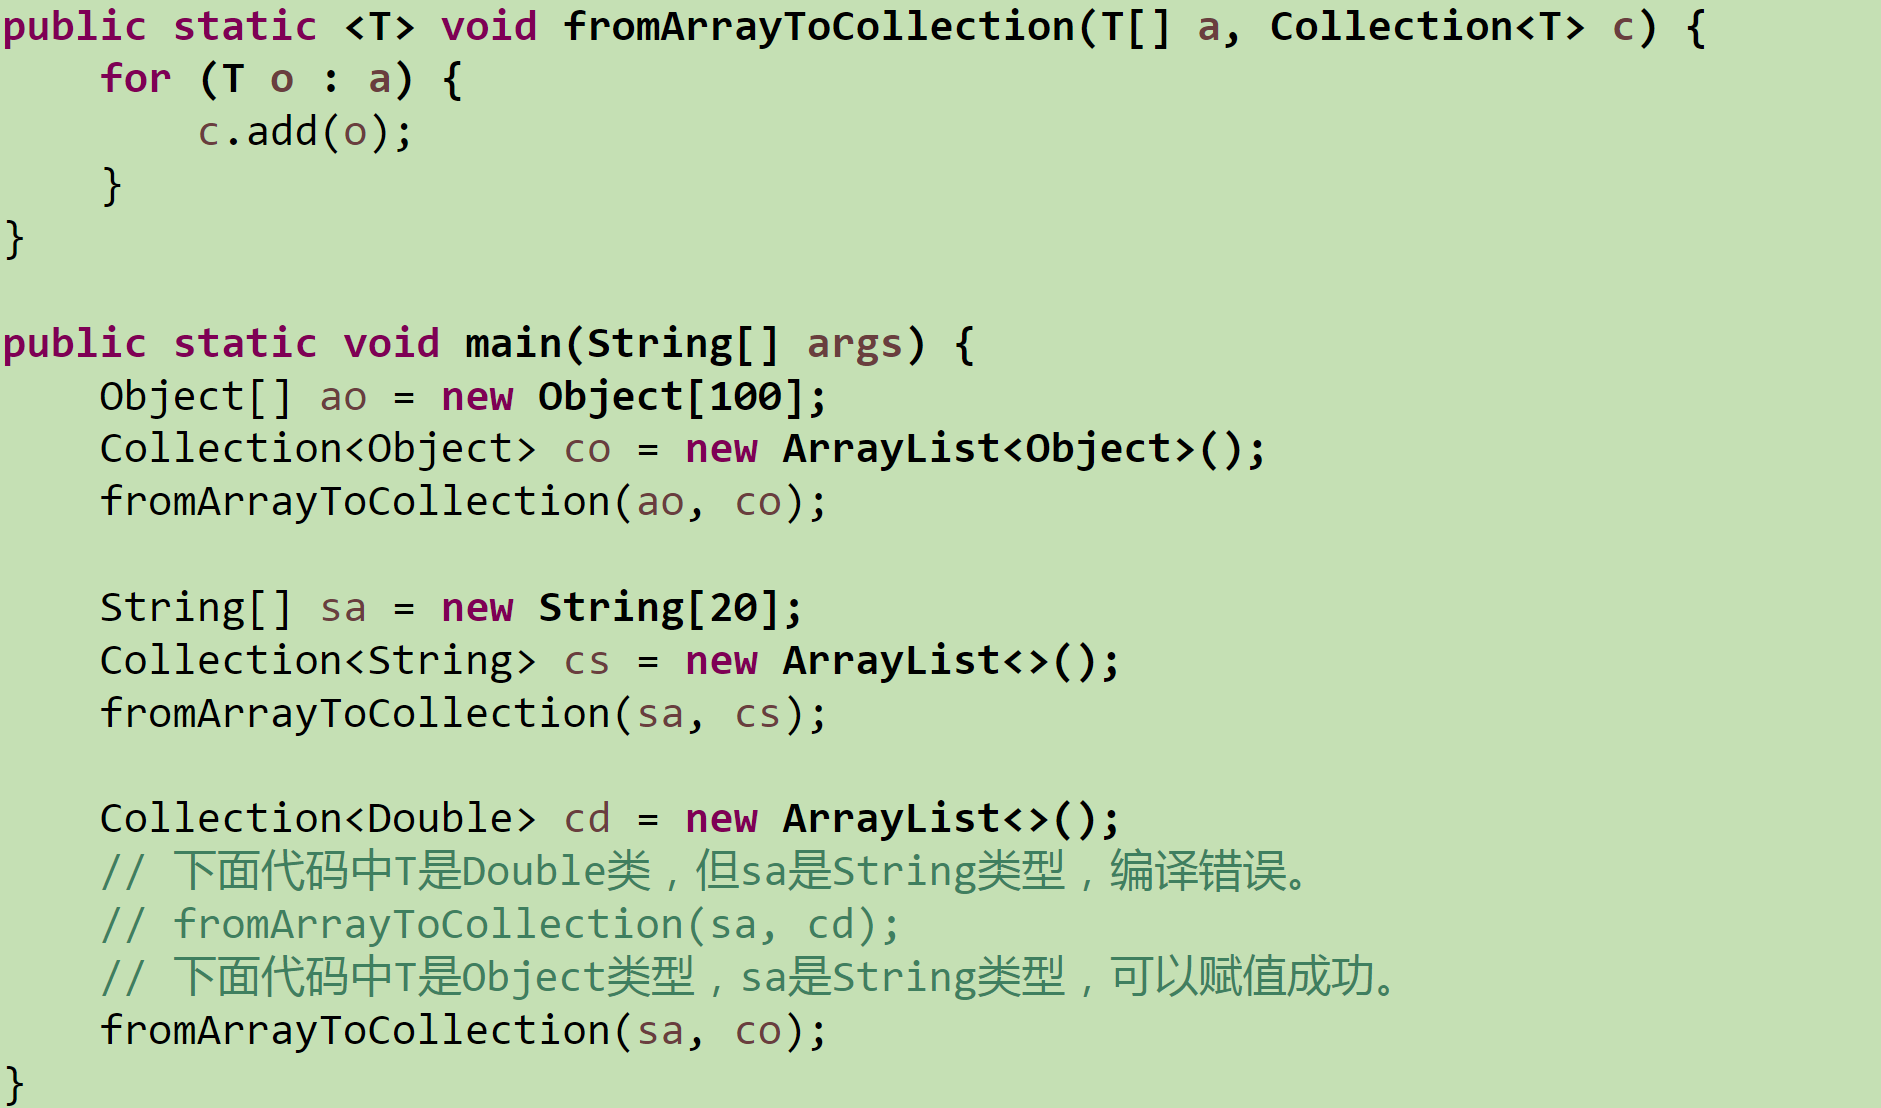 public static <T> void fromArrayToCollection(T[] a, Collection<T> c) {
    for (T o : a) {
        c.add(o);
    }
}

public static void main(String[] args) {
    Object[] ao = new Object[100];
    Collection<Object> co = new ArrayList<Object>();
    fromArrayToCollection(ao, co);

    String[] sa = new String[20];
    Collection<String> cs = new ArrayList<>();
    fromArrayToCollection(sa, cs);

    Collection<Double> cd = new ArrayList<>();
    // 下面代码中T是Double类，但sa是String类型，编译错误。
    // fromArrayToCollection(sa, cd);
    // 下面代码中T是Object类型，sa是String类型，可以赋值成功。
    fromArrayToCollection(sa, co);
}